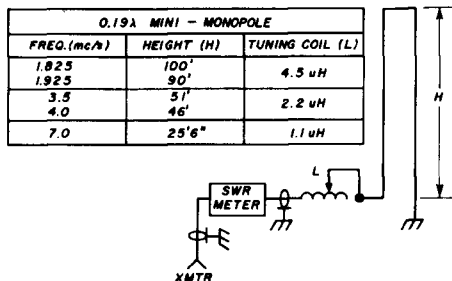 0.19λ MINI – MONOPOLE
FREQ.(mc/s) HEIGHT (H) TUNING COIL (L)
1.825 100' 4.5 uH
1.925 90'
3.5 51' 2.2 uH
4.0 46'
7.0 25'6" 1.1 uH
H
L
SWR
METER
XMTR